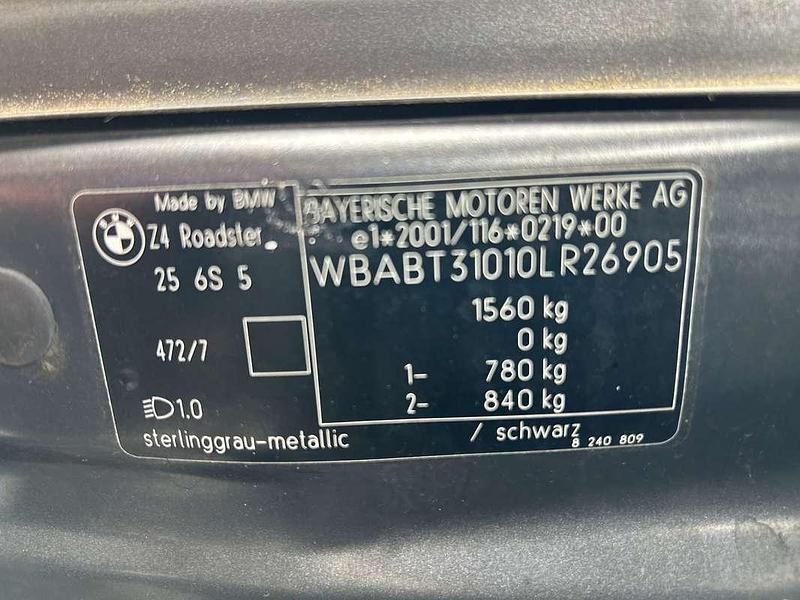 Made by BMW
BMW
Z4 Roadster
25 6S 5
472/7
1.0
sterlinggrau-metallic / schwarz
8 240 809
BAYERISCHE MOTOREN WERKE AG
e1*2001/116*0219*00
WBABT31010LR26905
1560 kg
0 kg
1- 780 kg
2- 840 kg